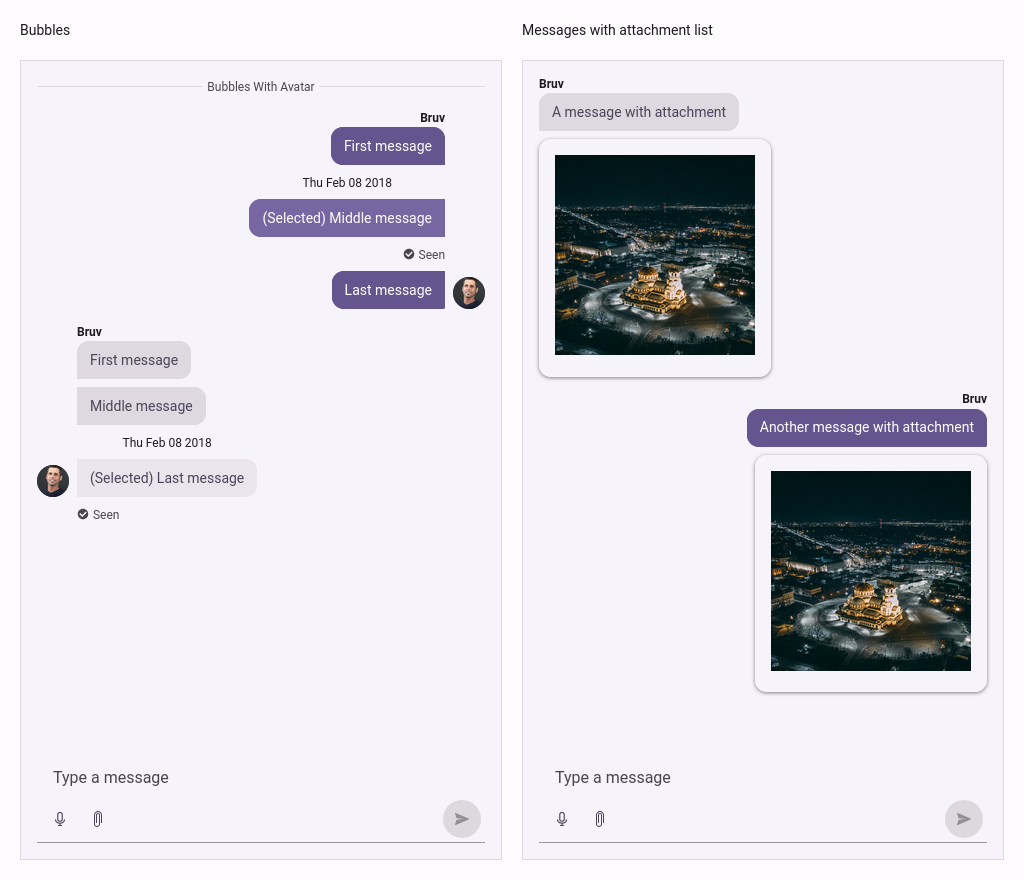 Bubbles
Bubbles With Avatar
Bruv
First message
Thu Feb 08 2018
(Selected) Middle message
Seen
Last message
Bruv
First message
Middle message
Thu Feb 08 2018
(Selected) Last message
Seen
Type a message
Messages with attachment list
Bruv
A message with attachment
Bruv
Another message with attachment
Type a message